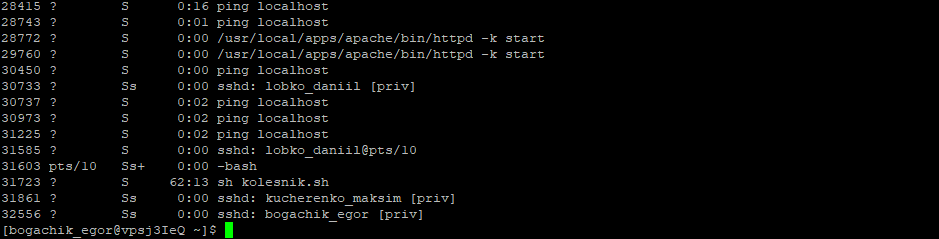 28415 ?        S      0:16 ping localhost
28743 ?        S      0:01 ping localhost
28772 ?        S      0:00 /usr/local/apps/apache/bin/httpd -k start
29760 ?        S      0:00 /usr/local/apps/apache/bin/httpd -k start
30450 ?        S      0:00 ping localhost
30733 ?        Ss     0:00 sshd: lobko_daniil [priv]
30737 ?        S      0:02 ping localhost
30973 ?        S      0:02 ping localhost
31225 ?        S      0:02 ping localhost
31585 ?        S      0:00 sshd: lobko_daniil@pts/10
31603 pts/10   Ss+    0:00 -bash
31723 ?        S     62:13 sh kolesnik.sh
31861 ?        Ss     0:00 sshd: kucherenko_maksim [priv]
32556 ?        Ss     0:00 sshd: bogachik_egor [priv]
[bogachik_egor@vpsj3IeQ ~]$